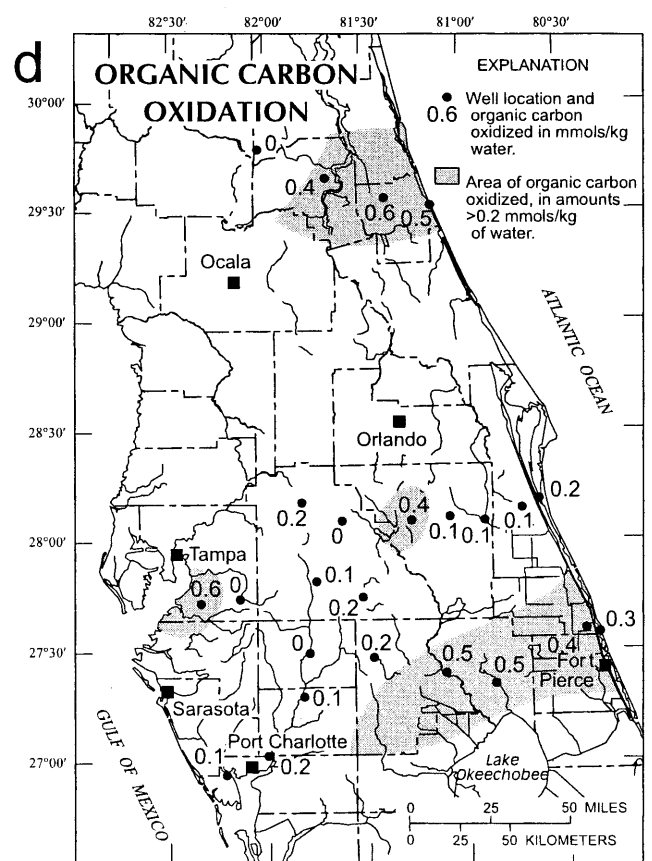 82°30'
82°00'
81°30'
81°00'
80°30'
d
ORGANIC CARBON
OXIDATION
EXPLANATION
0.6
Well location and
organic carbon
oxidized in mmols/kg
water.
Area of organic carbon
oxidized, in amounts
>0.2 mmols/kg
of water.
30°00'
0
0.4
0.6
0.5
29°30'
Ocala
29°00'
ATLANTIC OCEAN
28°30'
Orlando
0.2
0
0.4
0.1
0.1
0.1
0.2
28°00'
Tampa
0.6
0
0.1
0.2
0.3
27°30'
0
0.2
0.5
0.5
0.4
Fort
Pierce
Sarasota
0.1
Port Charlotte
0.1
0.2
27°00'
GULF OF MEXICO
Lake
Okeechobee
0 25 50 MILES
0 25 50 KILOMETERS